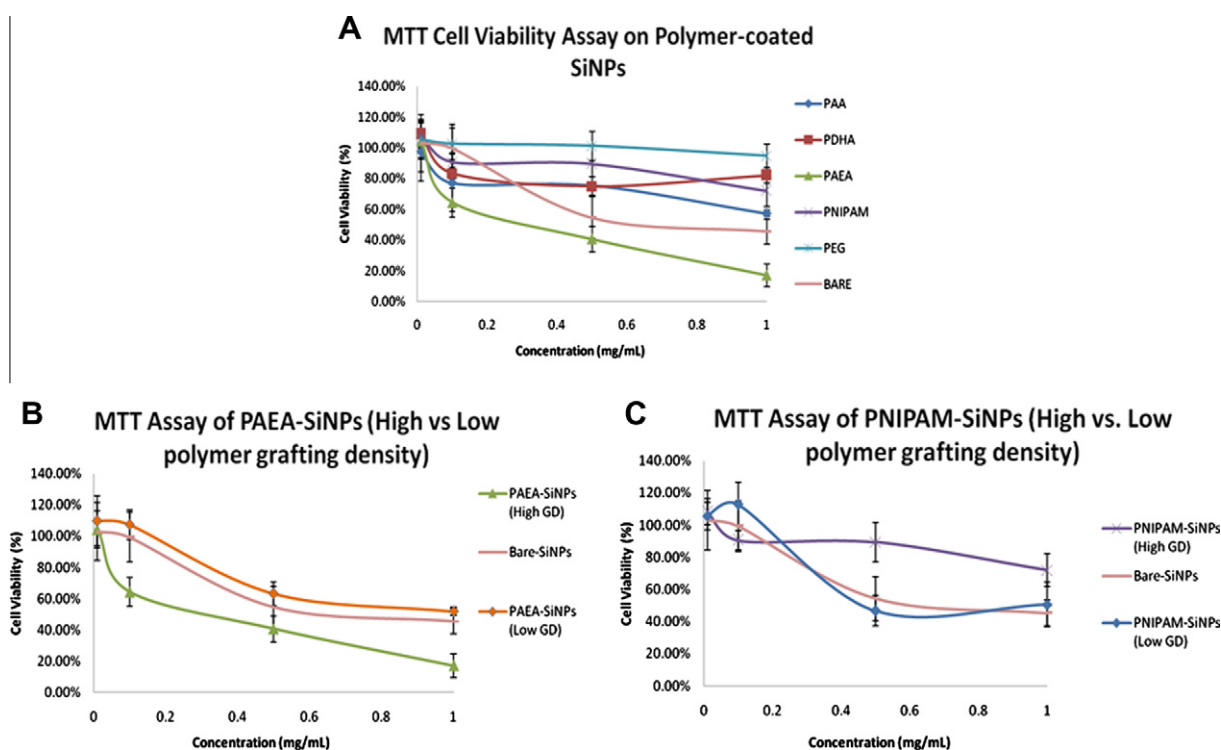 A
MTT Cell Viability Assay on Polymer-coated
SiNPs
140.00%
120.00%
100.00%
80.00%
60.00%
40.00%
20.00%
0.00%
Cell Viability (%)
0 0.2 0.4 0.6 0.8 1
Concentration (mg/mL)
PAA
PDHA
PAEA
PNIPAM
PEG
BARE
B
MTT Assay of PAEA-SiNPs (High vs Low
polymer grafting density)
140.00%
120.00%
100.00%
80.00%
60.00%
40.00%
20.00%
0.00%
Cell Viability (%)
0 0.2 0.4 0.6 0.8 1
Concentration (mg/mL)
PAEA-SiNPs
(High GD)
Bare-SiNPs
PAEA-SiNPs
(Low GD)
C
MTT Assay of PNIPAM-SiNPs (High vs. Low
polymer grafting density)
140.00%
120.00%
100.00%
80.00%
60.00%
40.00%
20.00%
0.00%
Cell Viability (%)
0 0.2 0.4 0.6 0.8 1
Concentration (mg/mL)
PNIPAM-SiNPs
(High GD)
Bare-SiNPs
PNIPAM-SiNPs
(Low GD)